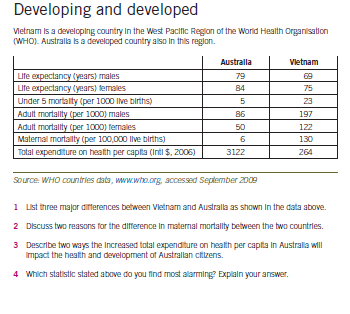 Developing and developed
Vietnam is a developing country in the West Pacific Region of the World Health Organisation
(WHO). Australia is a developed country also in this region.
Australia Vietnam
Life expectancy (years) males 79 69
Life expectancy (years) females 84 75
Under 5 mortality (per 1000 live births) 5 23
Adult mortality (per 1000) males 86 197
Adult mortality (per 1000) females 50 122
Maternal mortality (per 100,000 live births) 6 130
Total expenditure on health per capita (Intl $, 2006) 3122 264
Source: WHO countries data, www.who.org, accessed September 2009
1 List three major differences between Vietnam and Australia as shown in the data above.
2 Discuss two reasons for the difference in maternal mortality between the two countries.
3 Describe two ways the increased total expenditure on health per capita in Australia will
impact the health and development of Australian citizens.
4 Which statistic stated above do you find most alarming? Explain your answer.